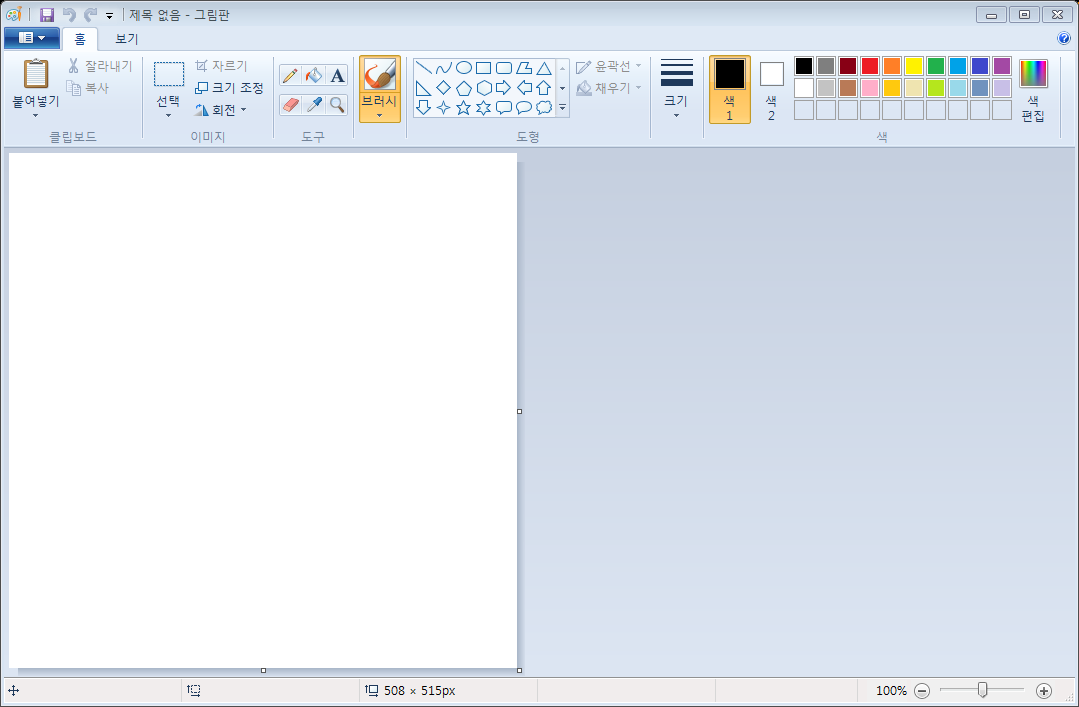 제목 없음 - 그림판
홈
보기
붙여넣기
잘라내기
복사
클립보드
선택
자르기
크기 조정
회전
이미지
A
도구
브러시
윤곽선
채우기
도형
크기
색
1
색
2
색
편집
색
508 × 515px
100%